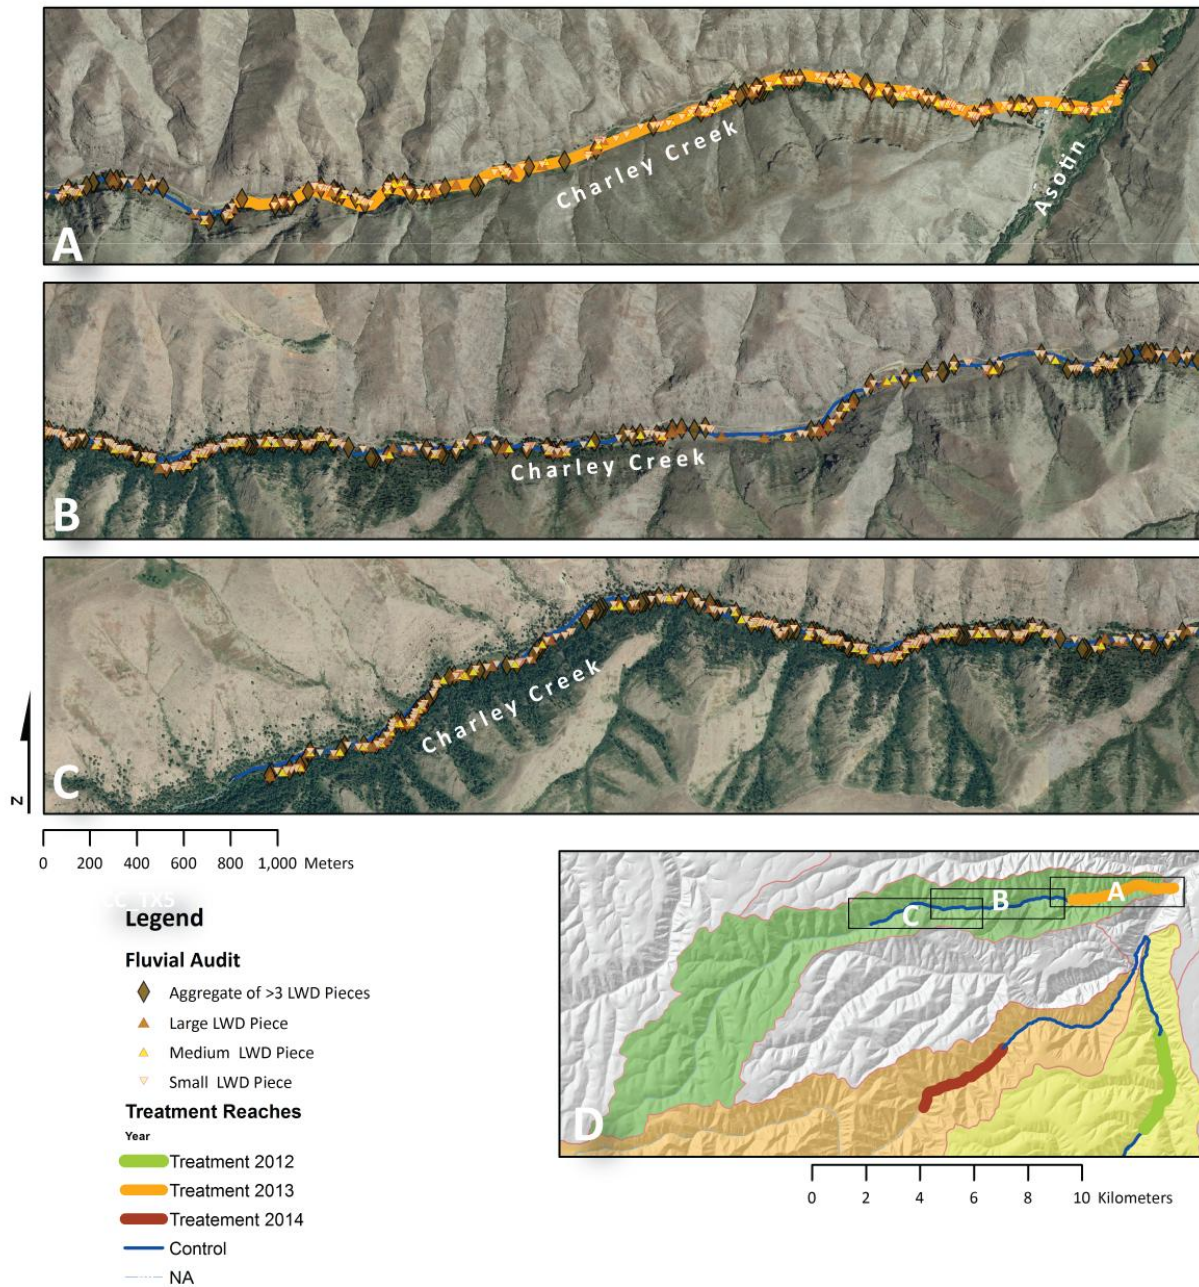 Charley Creek
Asotin
A
Charley Creek
B
Charley Creek
C
N
0 200 400 600 800 1,000 Meters
CC_TX5
Legend
Fluvial Audit
Aggregate of >3 LWD Pieces
Large LWD Piece
Medium LWD Piece
Small LWD Piece
Treatment Reaches
Year
Treatment 2012
Treatment 2013
Treatement 2014
Control
NA
A
B
C
D
0 2 4 6 8 10 Kilometers